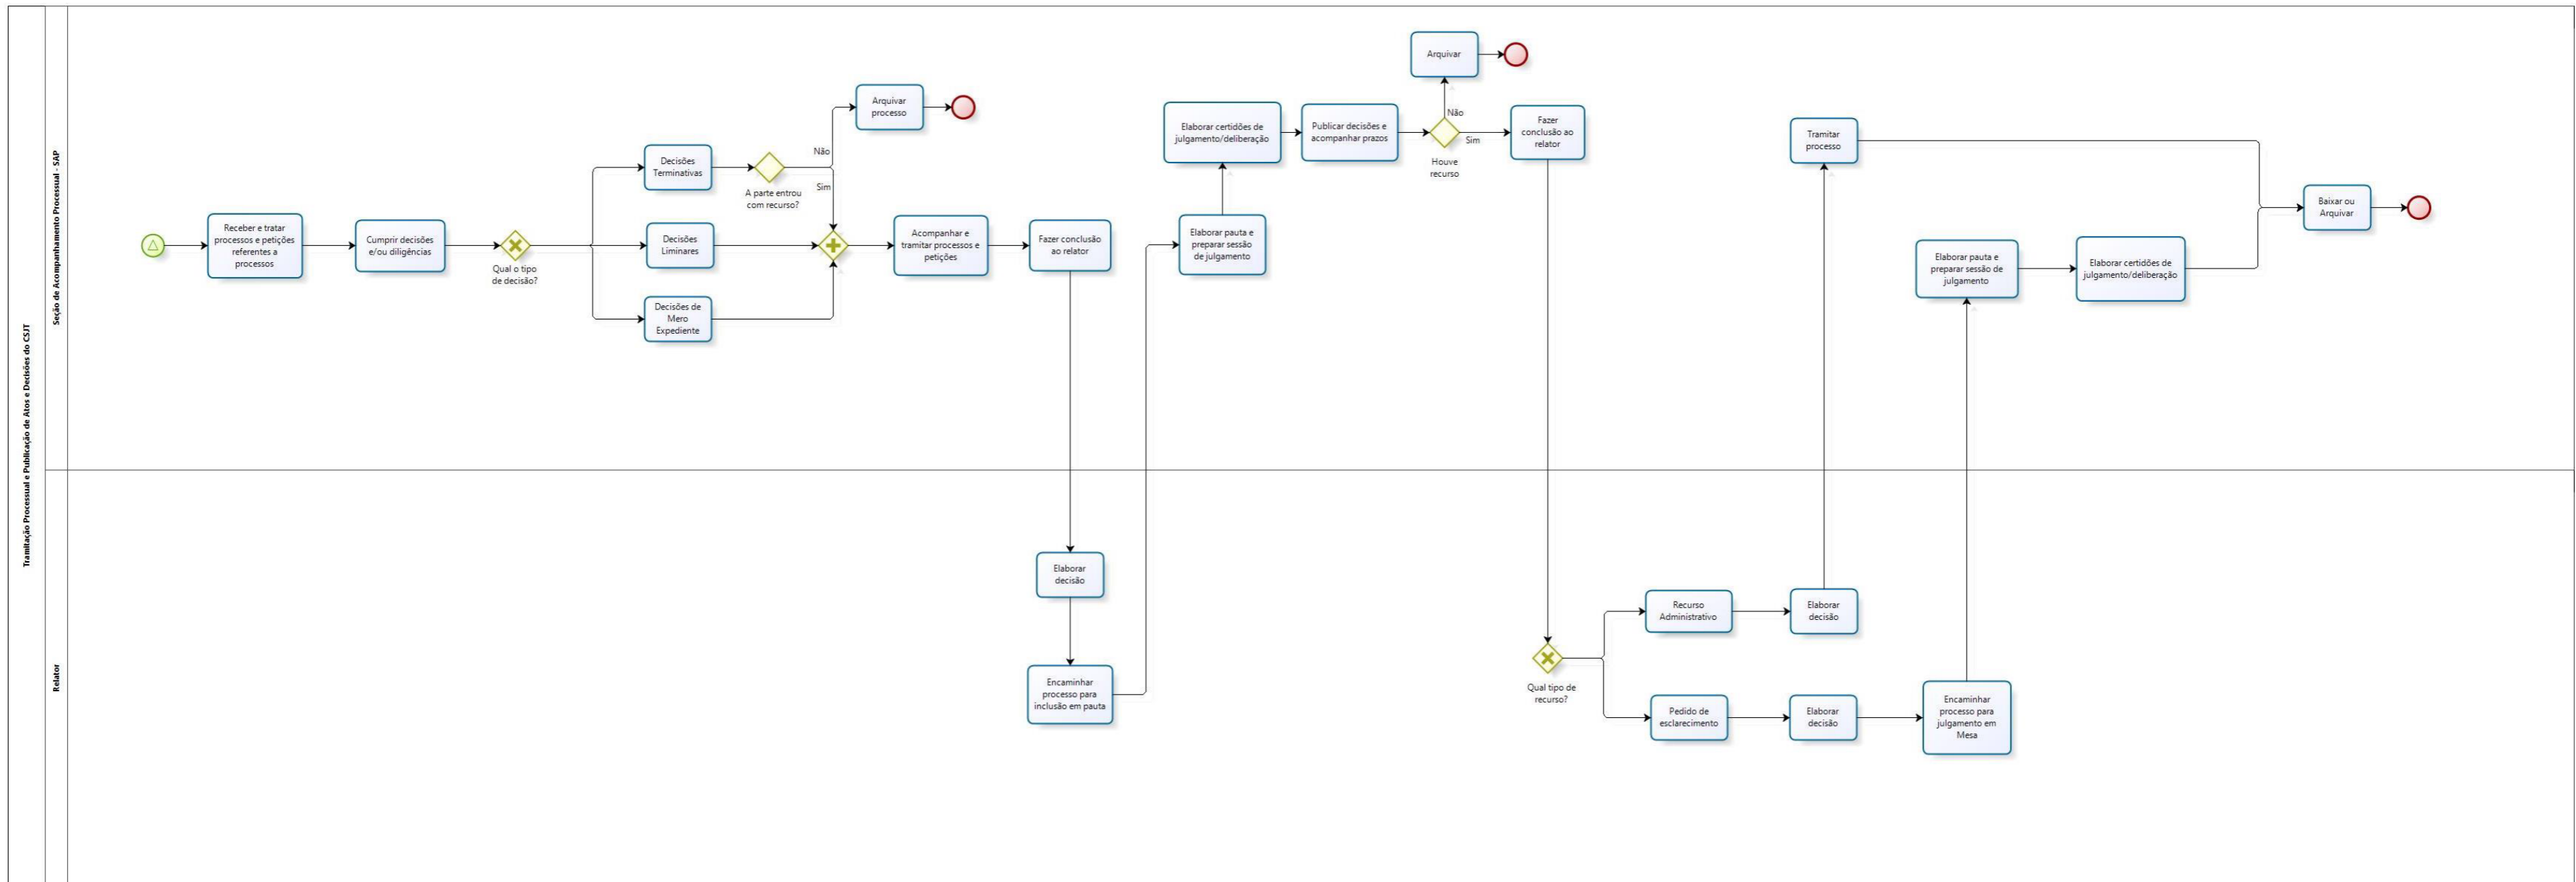 Tramitação Processual e Publicação de Atos e Decisões do CSJT
Seção de Acompanhamento Processual - SAP
Receber e tratar
processos e petições
referentes a
processos
Cumprir decisões
e/ou diligências
Qual o tipo
de decisão?
Decisões
Terminativas
Decisões
Liminares
Decisões de
Mero
Expediente
A parte entrou
com recurso?
Não
Sim
Arquivar
processo
Acompanhar e
tramitar processos e
petições
Fazer conclusão
ao relator
Elaborar pauta e
preparar sessão
de julgamento
Elaborar certidões de
julgamento/deliberação
Publicar decisões e
acompanhar prazos
Houve
recurso
Não
Sim
Arquivar
Fazer
conclusão ao
relator
Tramitar
processo
Elaborar pauta e
preparar sessão de
julgamento
Elaborar certidões de
julgamento/deliberação
Baixar ou
Arquivar
Relator
Elaborar
decisão
Encaminhar
processo para
inclusão em pauta
Qual tipo de
recurso?
Recurso
Administrativo
Elaborar
decisão
Pedido de
esclarecimento
Elaborar
decisão
Encaminhar
processo para
julgamento em
Mesa